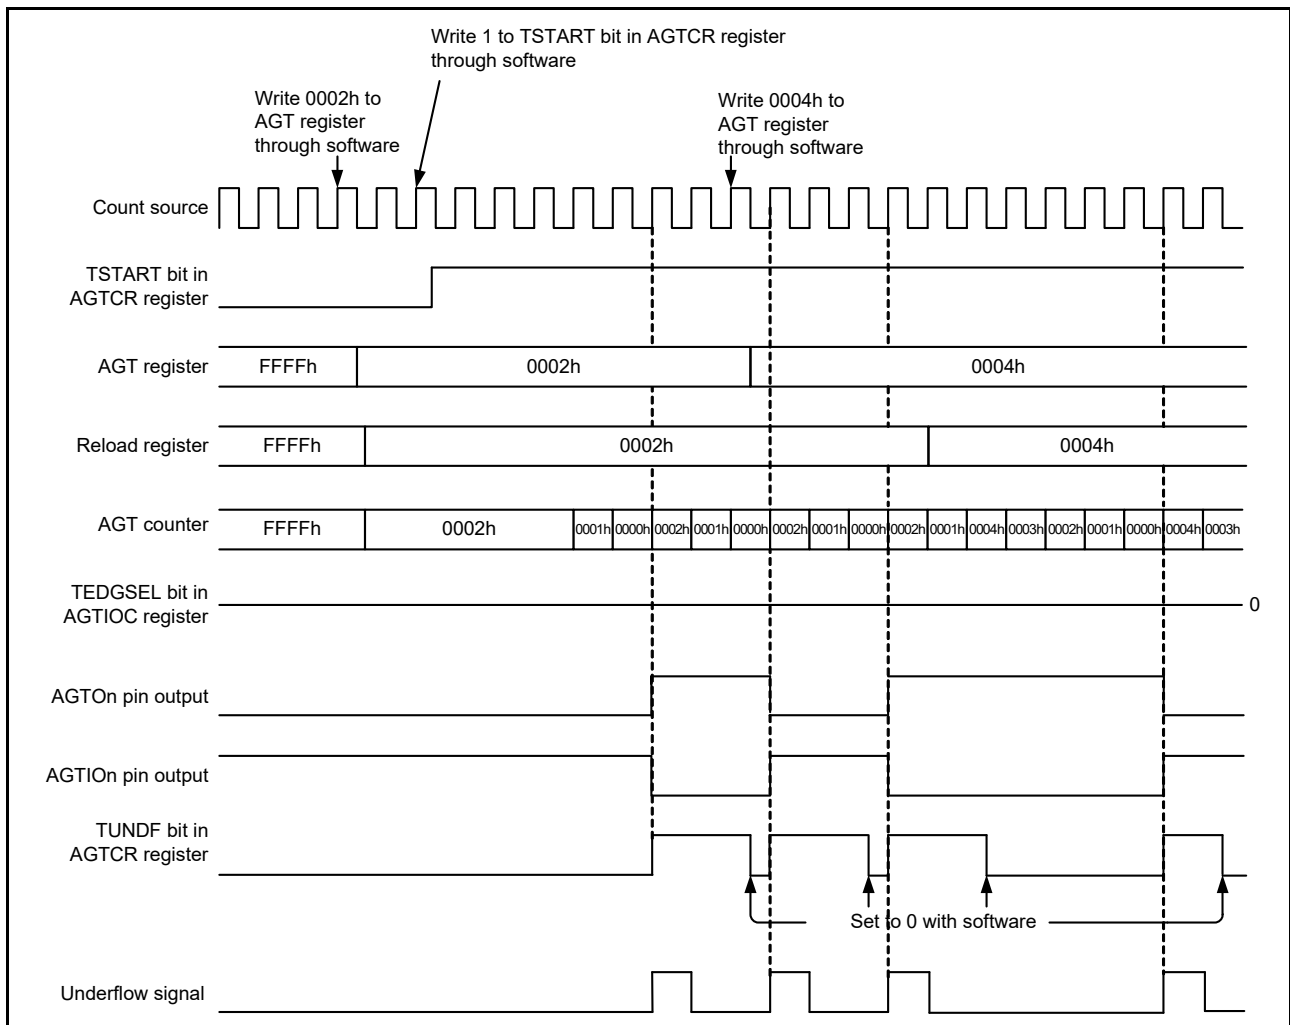 Write 1 to TSTART bit in AGTCR register
through software
Write 0002h to
AGT register
through software
Write 0004h to
AGT register
through software
Count source
TSTART bit in
AGTCR register
AGT register
FFFFh
0002h
0004h
Reload register
FFFFh
0002h
0004h
AGT counter
FFFFh
0002h
0001h
0000h
0002h
0001h
0000h
0002h
0001h
0000h
0002h
0001h
0004h
0003h
0002h
0001h
0000h
0004h
0003h
TEDGSEL bit in
AGTIOC register
0
AGTOn pin output
AGTIOn pin output
TUNDF bit in
AGTCR register
Set to 0 with software
Underflow signal